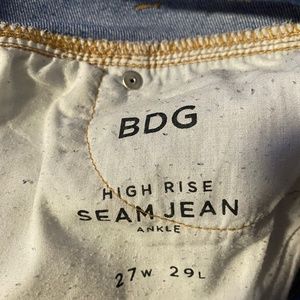 BDG
HIGH RISE
SEAM JEAN
ANKLE
27W 29L